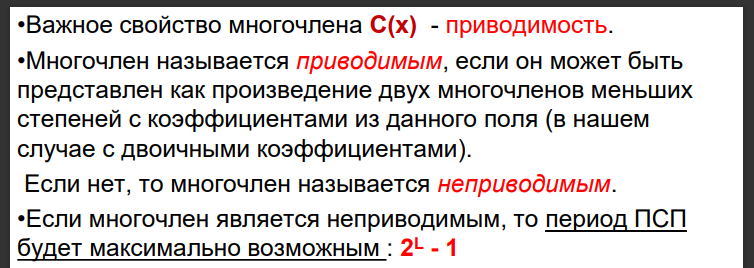 •Важное свойство многочлена C(x) - приводимость.
•Многочлен называется приводимым, если он может быть
представлен как произведение двух многочленов меньших
степеней с коэффициентами из данного поля (в нашем
случае с двоичными коэффициентами).
Если нет, то многочлен называется неприводимым.
•Если многочлен является неприводимым, то период ПСП
будет максимально возможным : 2ᴸ - 1